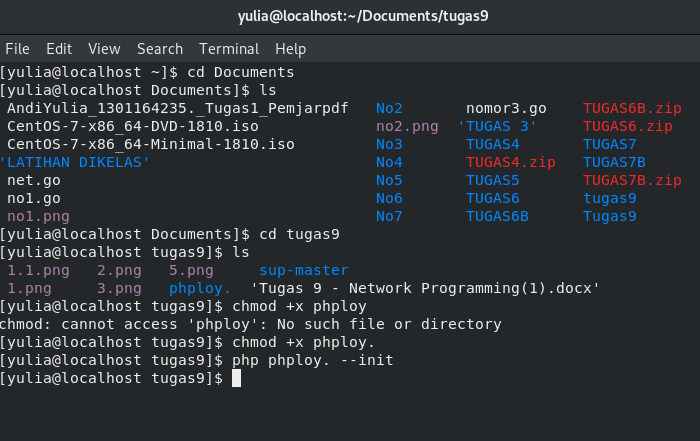 yulia@localhost:~/Documents/tugas9
File Edit View Search Terminal Help
[yulia@localhost ~]$ cd Documents
[yulia@localhost Documents]$ ls
AndiYulia_1301164235._Tugas1_Pemjarpdf No2 nomor3.go TUGAS6B.zip
CentOS-7-x86_64-DVD-1810.iso no2.png 'TUGAS 3' TUGAS6.zip
CentOS-7-x86_64-Minimal-1810.iso No3 TUGAS4 TUGAS7
'LATIHAN DIKELAS' No4 TUGAS4.zip TUGAS7B
net.go No5 TUGAS5 TUGAS7B.zip
no1.go No6 TUGAS6 tugas9
no1.png No7 TUGAS6B Tugas9
[yulia@localhost Documents]$ cd tugas9
[yulia@localhost tugas9]$ ls
1.1.png 2.png 5.png sup-master
1.png 3.png phploy. 'Tugas 9 - Network Programming(1).docx'
[yulia@localhost tugas9]$ chmod +x phploy
chmod: cannot access 'phploy': No such file or directory
[yulia@localhost tugas9]$ chmod +x phploy.
[yulia@localhost tugas9]$ php phploy. --init
[yulia@localhost tugas9]$